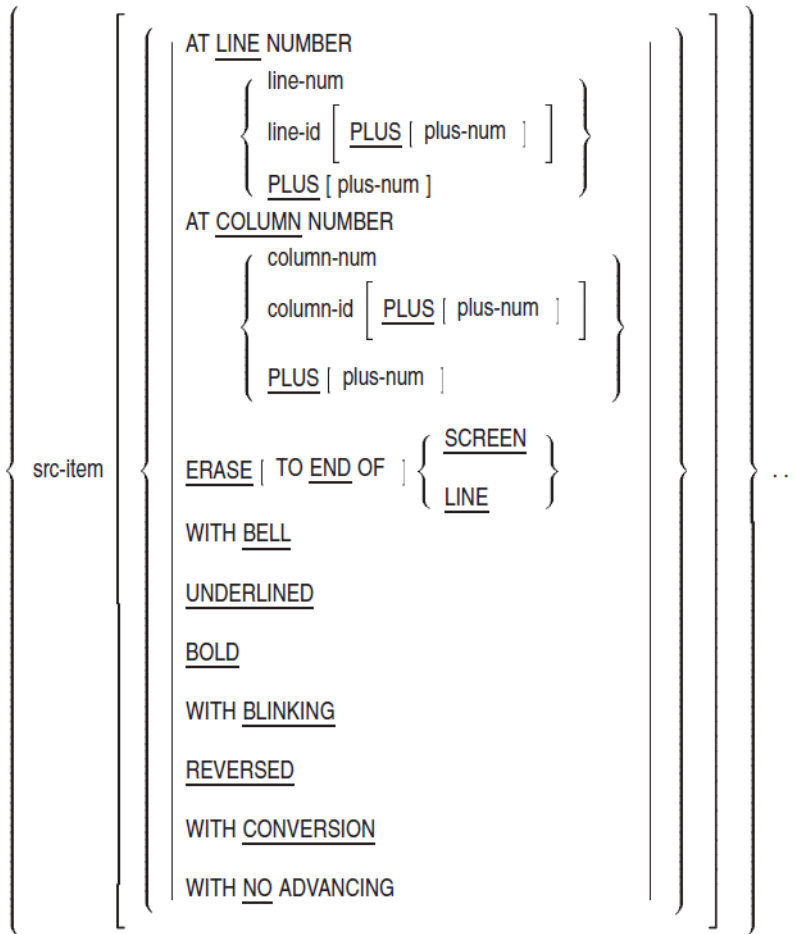 AT LINE NUMBER
line-num
line-id [ PLUS [ plus-num ] ]
PLUS [ plus-num ]
AT COLUMN NUMBER
column-num
column-id [ PLUS [ plus-num ] ]
PLUS [ plus-num ]
SCREEN
src-item ERASE [ TO END OF ] . .
LINE
WITH BELL
UNDERLINED
BOLD
WITH BLINKING
REVERSED
WITH CONVERSION
WITH NO ADVANCING